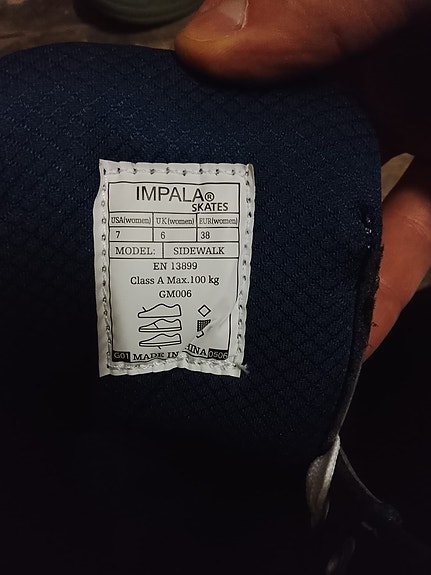 IMPALA®
SKATES
USA(women) UK(women) EUR(women)
7 6 38
MODEL: SIDEWALK
EN 13899
Class A Max.100 kg
GM006
G01 MADE IN HINA 0506